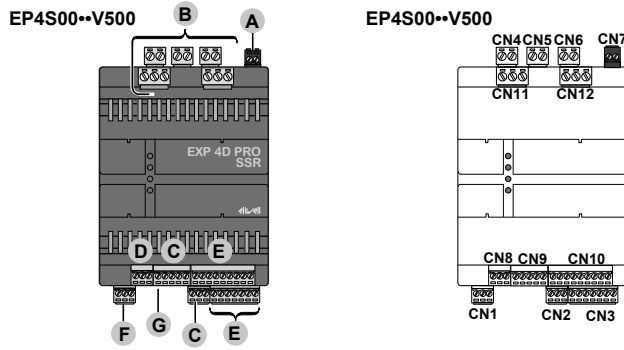 EP4S00••V500
B
A
EXP 4D PRO
SSR
eliwell
D
C
E
F
G
C
E
EP4S00••V500
CN4 CN5 CN6
CN7
CN11
CN12
CN8 CN9
CN10
CN1
CN2
CN3